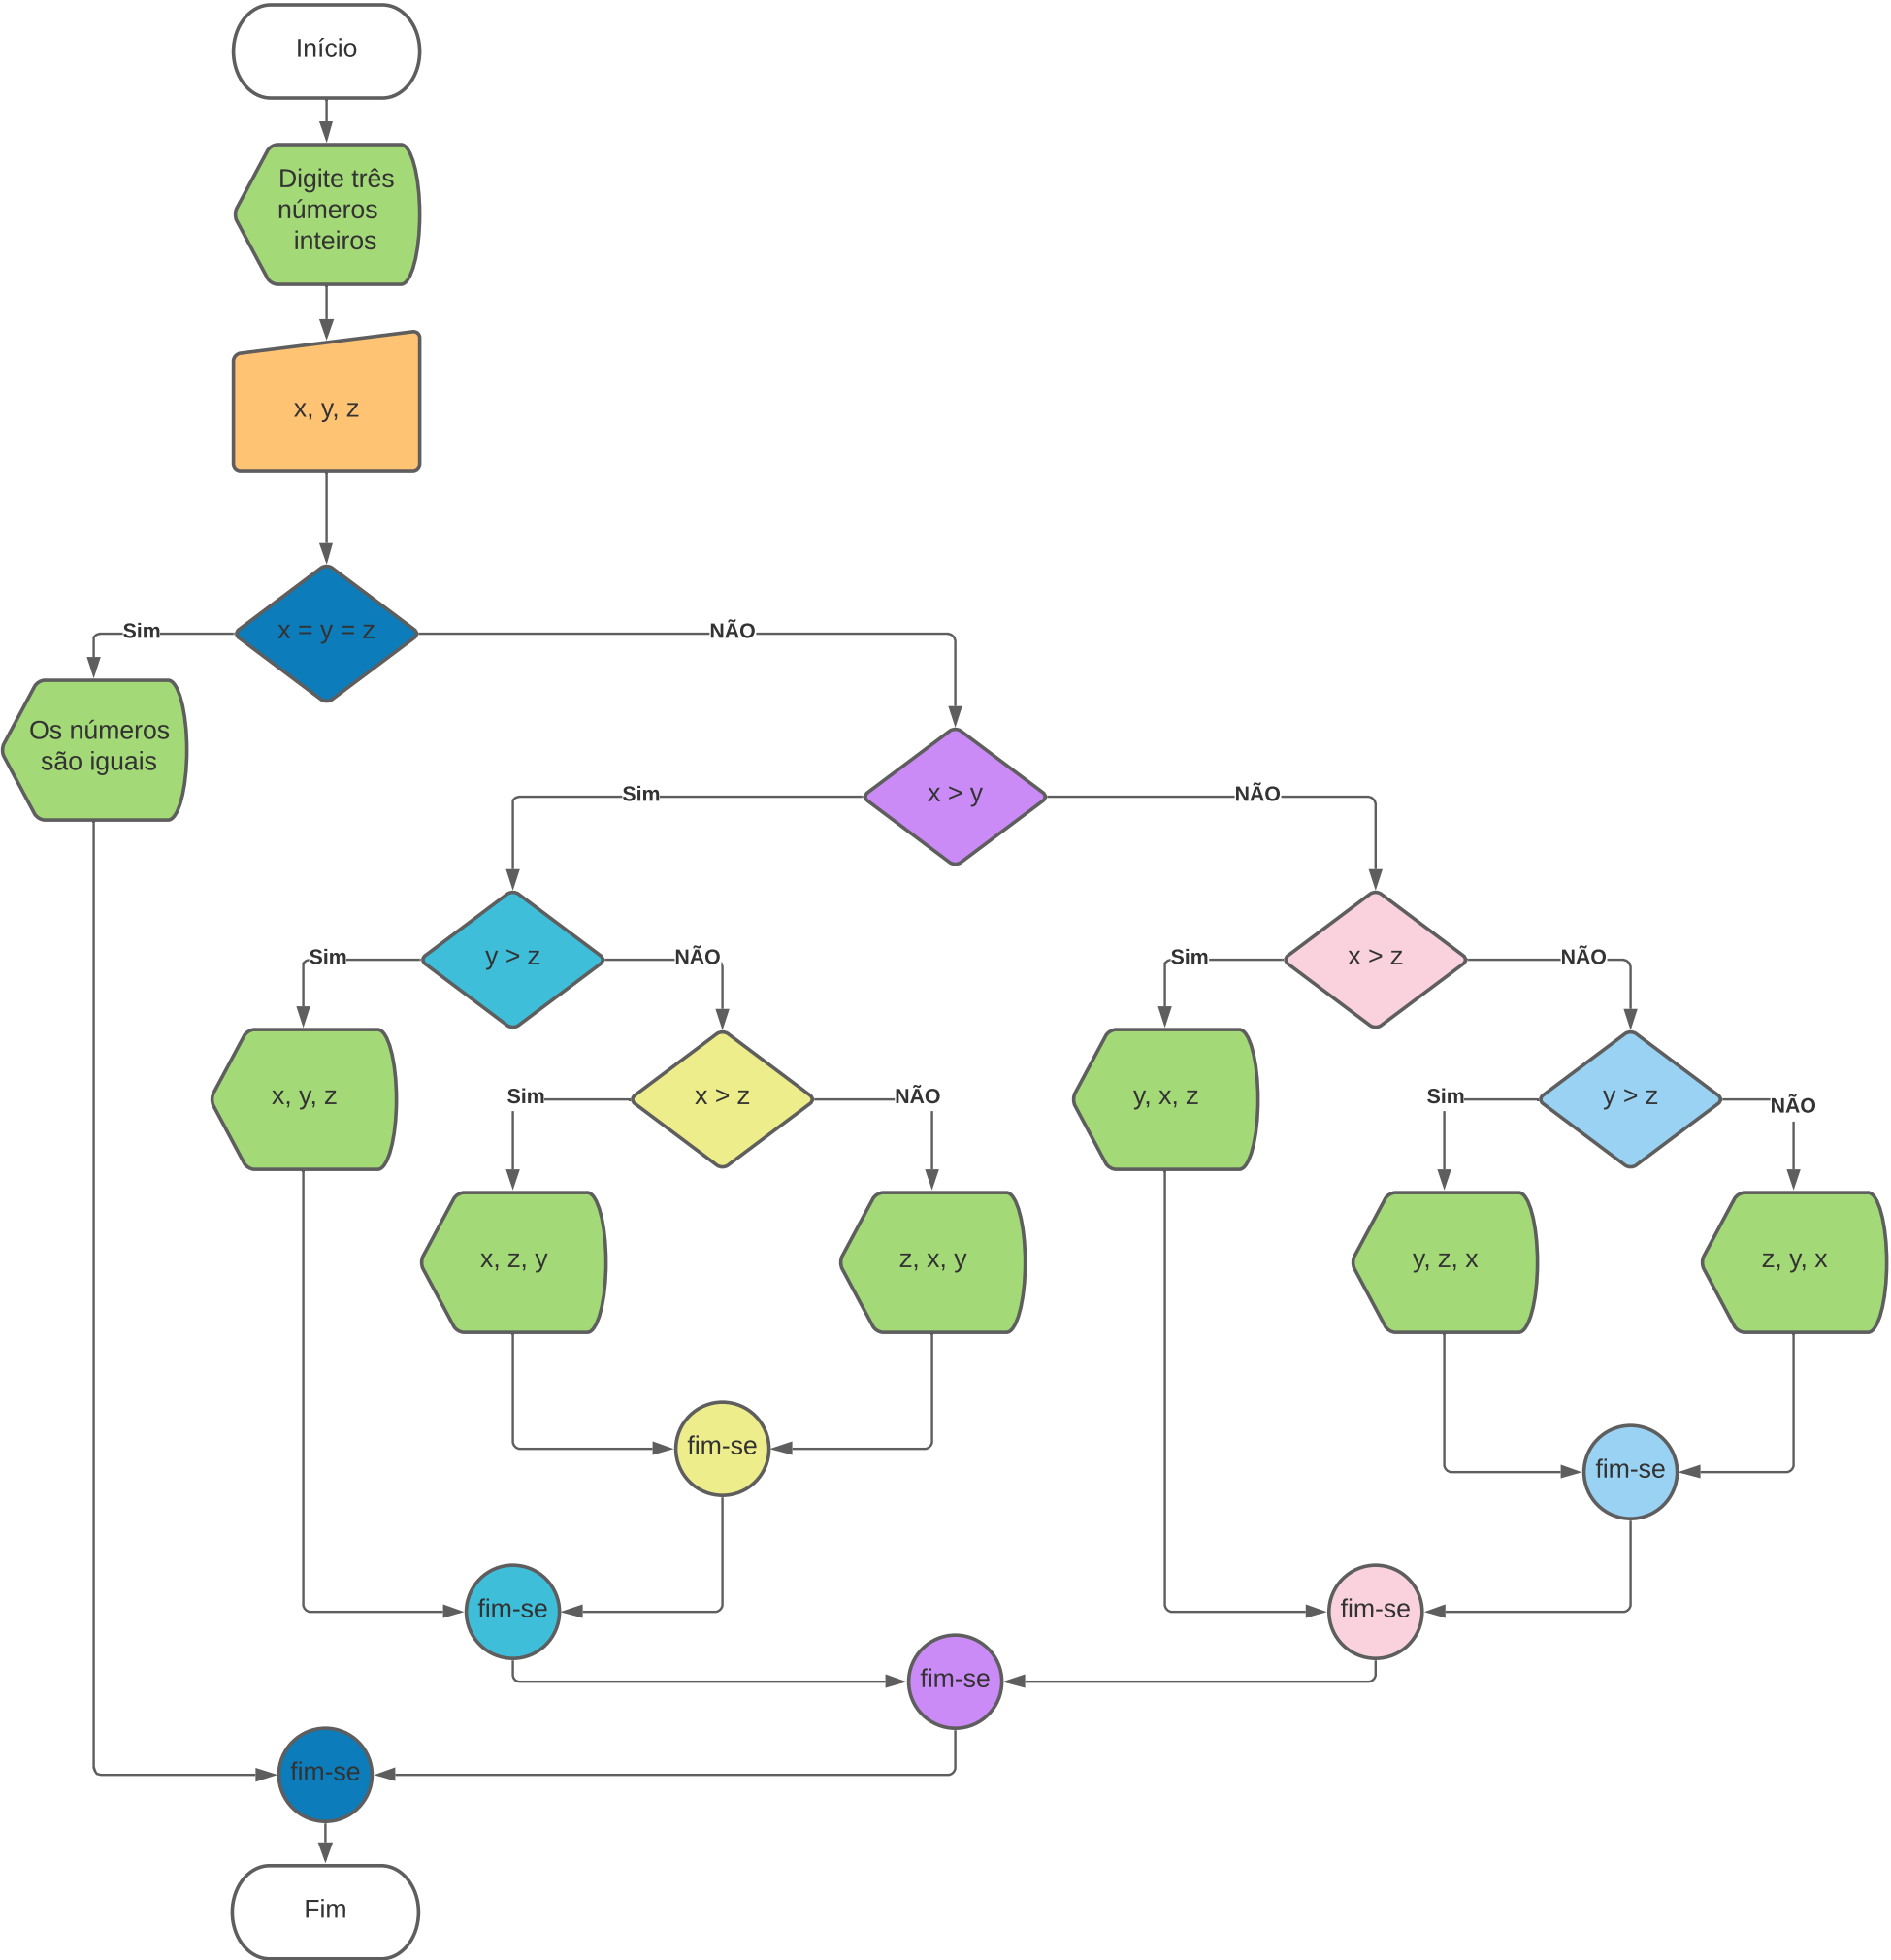 Início
Digite três
números
inteiros
x, y, z
x = y = z
Sim
NÃO
Os números
são iguais
x > y
Sim
NÃO
y > z
Sim
NÃO
x > z
Sim
NÃO
x, y, z
x > z
Sim
NÃO
y, x, z
y > z
Sim
NÃO
x, z, y
z, x, y
y, z, x
z, y, x
fim-se
fim-se
fim-se
fim-se
fim-se
fim-se
Fim